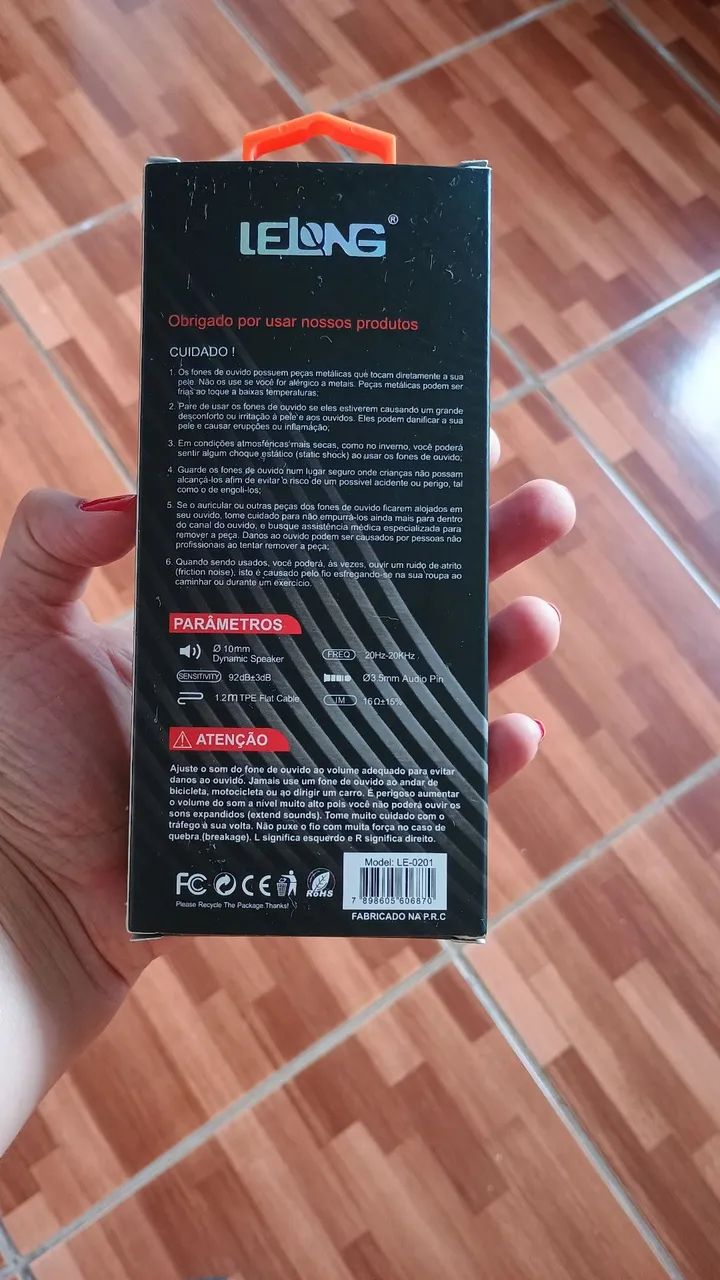 LELONG®
Obrigado por usar nossos produtos
CUIDADO !
1. Os fones de ouvido possuem peças metálicas que tocam diretamente a sua
pele. Não os use se você for alérgico a metais. Peças metálicas podem ser
frias ao toque a baixas temperaturas;
2. Pare de usar os fones de ouvido se eles estiverem causando um grande
desconforto ou irritação à pele e aos ouvidos. Eles podem danificar a sua
pele e causar erupções ou inflamação;
3. Em condições atmosféricas mais secas, como no inverno, você poderá
sentir algum choque estático (static shock) ao usar os fones de ouvido;
4. Guarde os fones de ouvido num lugar seguro onde crianças não possam
alcançá-los afim de evitar o risco de um possivel acidente ou perigo, tal
como o de engoli-los;
5. Se o auricular ou outras peças dos fones de ouvido ficarem alojados em
seu ouvido, tome cuidado para não empurrá-los ainda mais para dentro
do canal do ouvido, e busque assistência médica especializada para
remover a peça. Danos ao ouvido podem ser causados por pessoas não
profissionais ao tentar remover a peça;
6. Quando sendo usados, você poderá, às vezes, ouvir um ruido de atrito
(friction noise), isto é causado pelo fio esfregando-se na sua roupa ao
caminhar ou durante um exercício.
PARÂMETROS
Ø 10mm
Dynamic Speaker
FREQ 20Hz-20KHz
SENSITIVITY 92dB±3dB
Ø3.5mm Audio Pin
1.2m TPE Flat Cable
IM 16Ω±15%
ATENÇÃO
Ajuste o som do fone de ouvido ao volume adequado para evitar
danos ao ouvido. Jamais use um fone de ouvido ao andar de
bicicleta, motocicleta ou ao dirigir um carro. É perigoso aumentar
o volume do som a nível muito alto pois você não poderá ouvir os
sons expandidos (extend sounds). Tome muito cuidado com o
tráfego à sua volta. Não puxe o fio com muita força no caso de
quebra (breakage). L significa esquerdo e R significa direito.
FC CE RoHS
Please Recycle The Package.Thanks!
Model: LE-0201
7 898605 606870
FABRICADO NA P.R.C